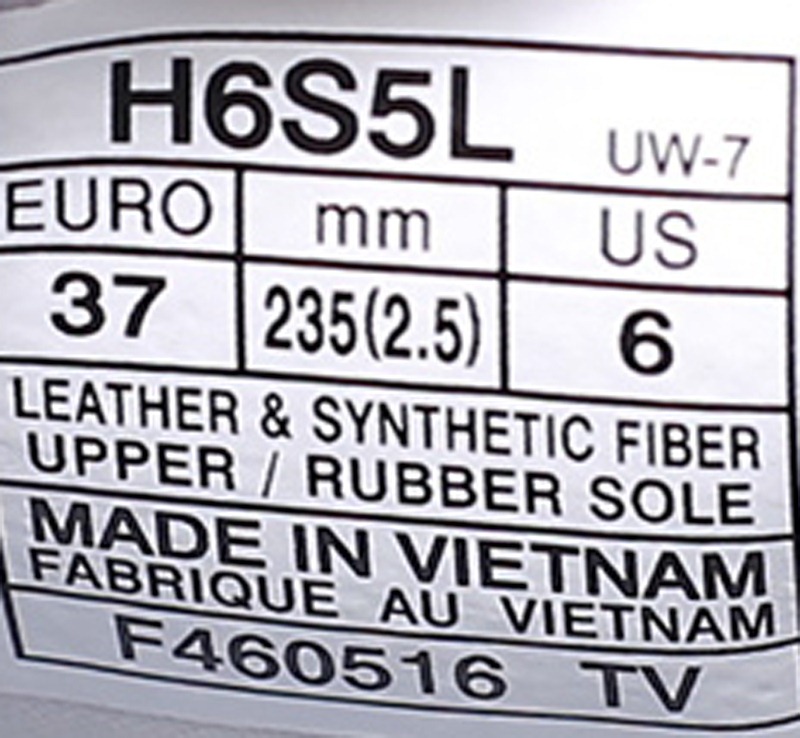 H6S5L UW-7
EURO mm US
37 235(2.5) 6
LEATHER & SYNTHETIC FIBER
UPPER / RUBBER SOLE
MADE IN VIETNAM
FABRIQUE AU VIETNAM
F460516 TV